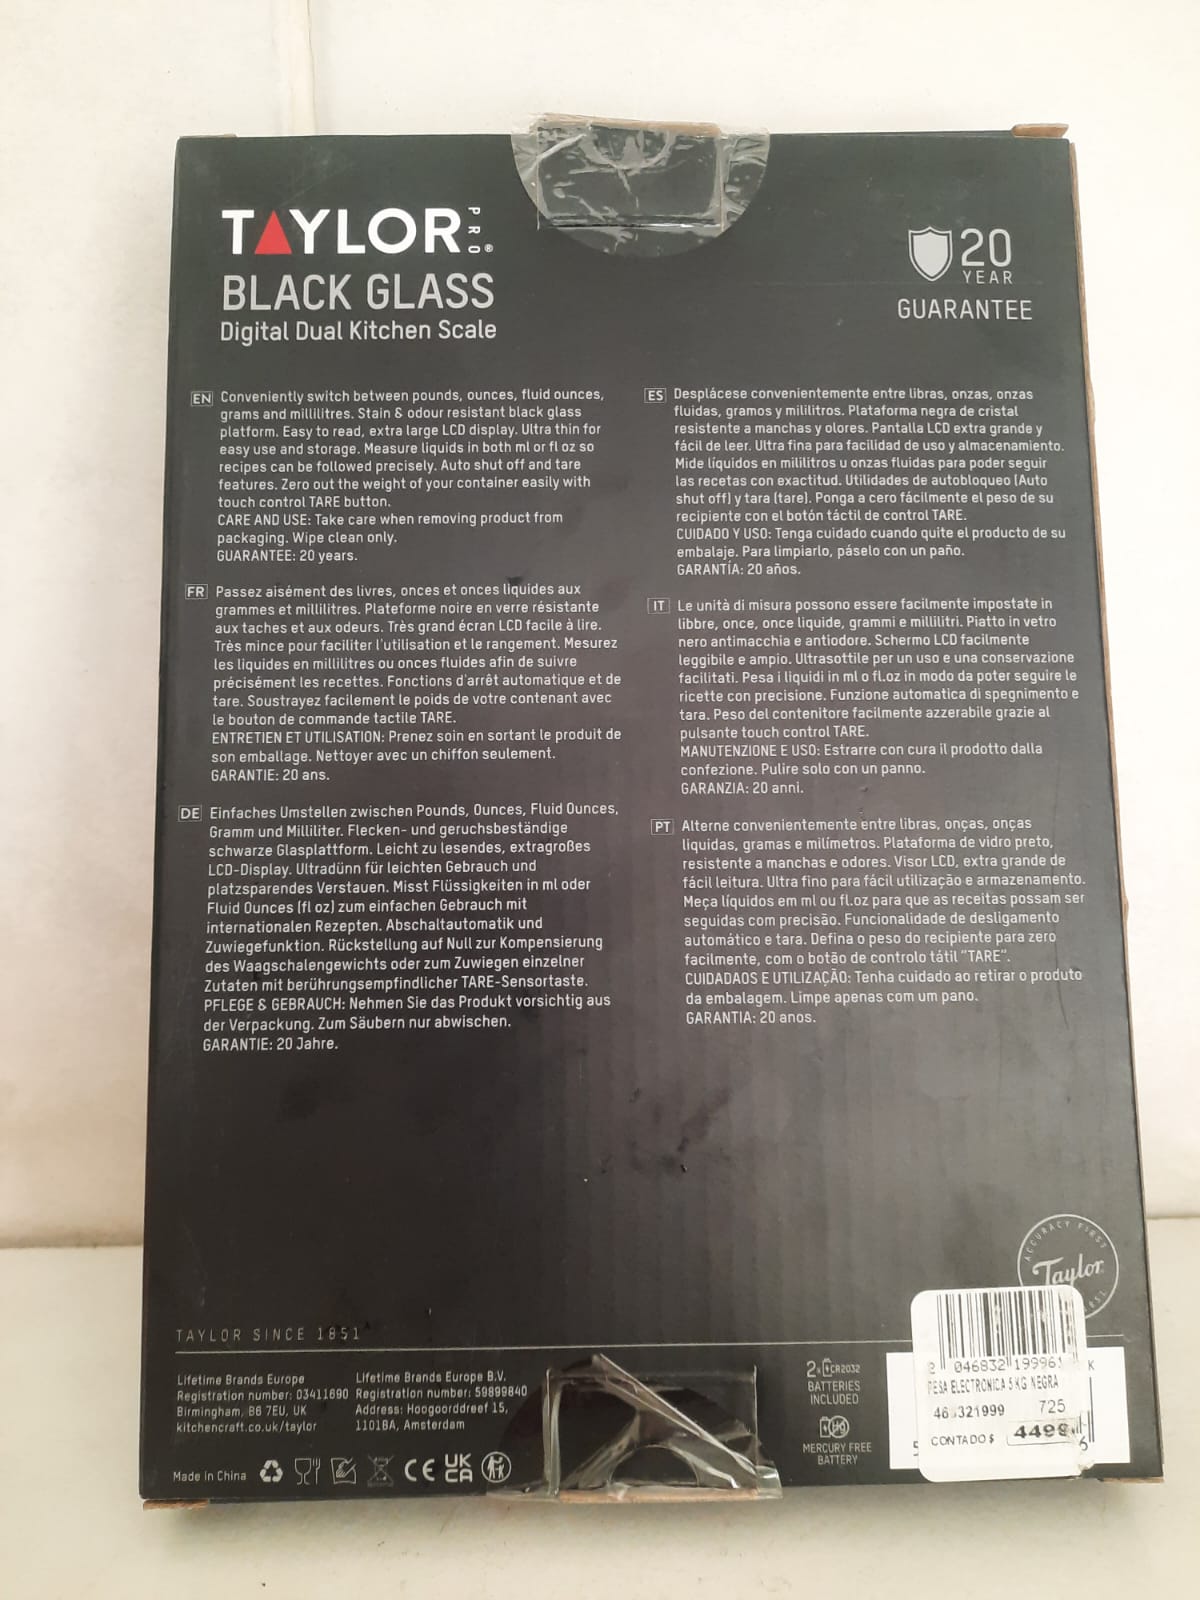 TAYLOR PRO®
BLACK GLASS
Digital Dual Kitchen Scale
20
YEAR
GUARANTEE
EN Conveniently switch between pounds, ounces, fluid ounces,
grams and millilitres. Stain & odour resistant black glass
platform. Easy to read, extra large LCD display. Ultra thin for
easy use and storage. Measure liquids in both ml or fl oz so
recipes can be followed precisely. Auto shut off and tare
features. Zero out the weight of your container easily with
touch control TARE button.
CARE AND USE: Take care when removing product from
packaging. Wipe clean only.
GUARANTEE: 20 years.
FR Passez aisément des livres, onces et onces liquides aux
grammes et millilitres. Plateforme noire en verre résistante
aux taches et aux odeurs. Très grand écran LCD facile à lire.
Très mince pour faciliter l'utilisation et le rangement. Mesurez
les liquides en millilitres ou onces fluides afin de suivre
précisément les recettes. Fonctions d'arrêt automatique et de
tare. Soustrayez facilement le poids de votre contenant avec
le bouton de commande tactile TARE.
ENTRETIEN ET UTILISATION: Prenez soin en sortant le produit de
son emballage. Nettoyer avec un chiffon seulement.
GARANTIE: 20 ans.
DE Einfaches Umstellen zwischen Pounds, Ounces, Fluid Ounces,
Gramm und Milliliter. Flecken- und geruchsbeständige
schwarze Glasplattform. Leicht zu lesendes, extragroßes
LCD-Display. Ultradünn für leichten Gebrauch und
platzsparendes Verstauen. Misst Flüssigkeiten in ml oder
Fluid Ounces (fl oz) zum einfachen Gebrauch mit
internationalen Rezepten. Abschaltautomatik und
Zuwiegefunktion. Rückstellung auf Null zur Kompensierung
des Waagschalengewichts oder zum Zuwiegen einzelner
Zutaten mit berührungsempfindlicher TARE-Sensortaste.
PFLEGE & GEBRAUCH: Nehmen Sie das Produkt vorsichtig aus
der Verpackung. Zum Säubern nur abwischen.
GARANTIE: 20 Jahre.
ES Desplácese convenientemente entre libras, onzas, onzas
fluidas, gramos y mililitros. Plataforma negra de cristal
resistente a manchas y olores. Pantalla LCD extra grande y
fácil de leer. Ultra fina para facilidad de uso y almacenamiento.
Mide líquidos en mililitros u onzas fluidas para poder seguir
las recetas con exactitud. Utilidades de autobloqueo (Auto
shut off) y tara (tare). Ponga a cero fácilmente el peso de su
recipiente con el botón táctil de control TARE.
CUIDADO Y USO: Tenga cuidado cuando quite el producto de su
embalaje. Para limpiarlo, páselo con un paño.
GARANTÍA: 20 años.
IT Le unità di misura possono essere facilmente impostate in
libbre, once, once liquide, grammi e millilitri. Piatto in vetro
nero antimacchia e antiodore. Schermo LCD facilmente
leggibile e ampio. Ultrasottile per un uso e una conservazione
facilitati. Pesa i liquidi in ml o fl.oz in modo da poter seguire le
ricette con precisione. Funzione automatica di spegnimento e
tara. Peso del contenitore facilmente azzerabile grazie al
pulsante touch control TARE.
MANUTENZIONE E USO: Estrarre con cura il prodotto dalla
confezione. Pulire solo con un panno.
GARANZIA: 20 anni.
PT Alterne convenientemente entre libras, onças, onças
liquidas, gramas e milímetros. Plataforma de vidro preto,
resistente a manchas e odores. Visor LCD, extra grande de
fácil leitura. Ultra fino para fácil utilização e armazenamento.
Meça líquidos em ml ou fl.oz para que as receitas possam ser
seguidas com precisão. Funcionalidade de desligamento
automático e tara. Defina o peso do recipiente para zero
facilmente, com o botão de controlo tátil "TARE".
CUIDADAOS E UTILIZAÇÃO: Tenha cuidado ao retirar o produto
da embalagem. Limpe apenas com um pano.
GARANTIA: 20 anos.
ACCURACY FIRST
Taylor
TAYLOR SINCE 1851
Lifetime Brands Europe
Registration number: 03411690
Birmingham, B6 7EU, UK
kitchencraft.co.uk/taylor
Lifetime Brands Europe B.V.
Registration number: 59899840
Address: Hoogoorddreef 15,
1101BA, Amsterdam
2x CR2032
BATTERIES
INCLUDED
Hg
MERCURY FREE
BATTERY
Made in China
CE UK CA
2 046832 199961
K
PESA ELECTRONICA 5 KG NEGRA
725
CONTADO $ 4499
5
6